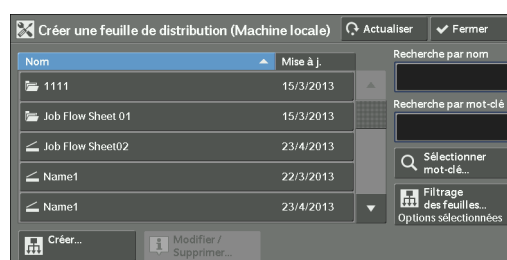 Créer une feuille de distribution (Machine locale) Actualiser Fermer
Nom Mise à j. Recherche par nom
1111 15/3/2013
Job Flow Sheet 01 15/3/2013 Recherche par mot-clé
Job Flow Sheet02 23/4/2013
Sélectionner
mot-clé...
Name1 22/3/2013
Filtrage
des feuilles...
Name1 23/4/2013
Options sélectionnées
Créer... Modifier /
Supprimer...